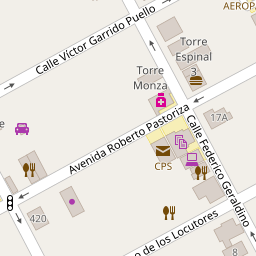 AEROPA
Calle Víctor Garrido Puello
Torre
Espinal
3
Torre
Monza
17A
Avenida Roberto Pastoriza
Calle Federico Geraldino
e
CPS
420
o de los Locutores
8